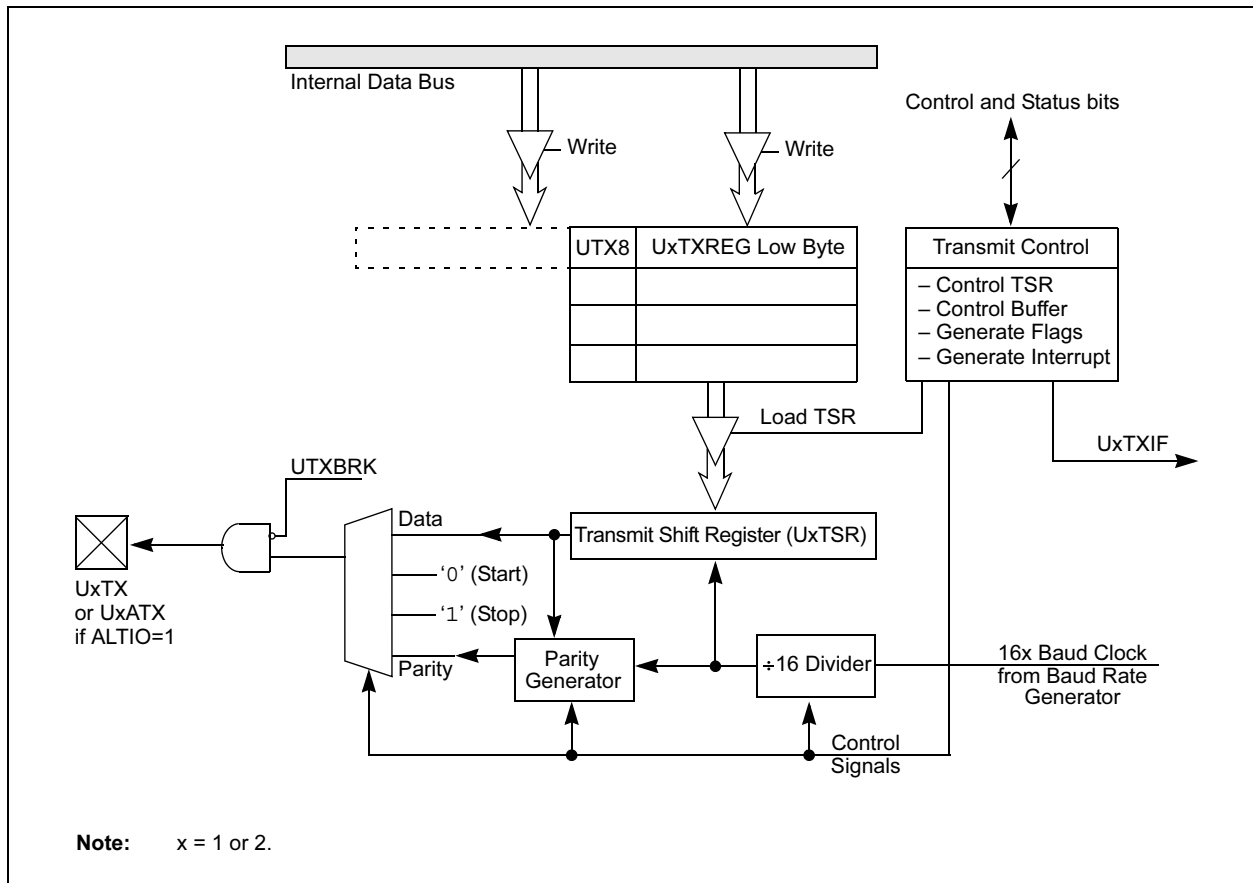 Internal Data Bus
Control and Status bits
Write
Write
UTX8
UxTXREG Low Byte
Transmit Control
– Control TSR
– Control Buffer
– Generate Flags
– Generate Interrupt
Load TSR
UxTXIF
UTXBRK
Data
Transmit Shift Register (UxTSR)
‘0’ (Start)
‘1’ (Stop)
UxTX
or UxATX
if ALTIO=1
Parity
Parity
Generator
÷16 Divider
16x Baud Clock
from Baud Rate
Generator
Control
Signals
Note: x = 1 or 2.